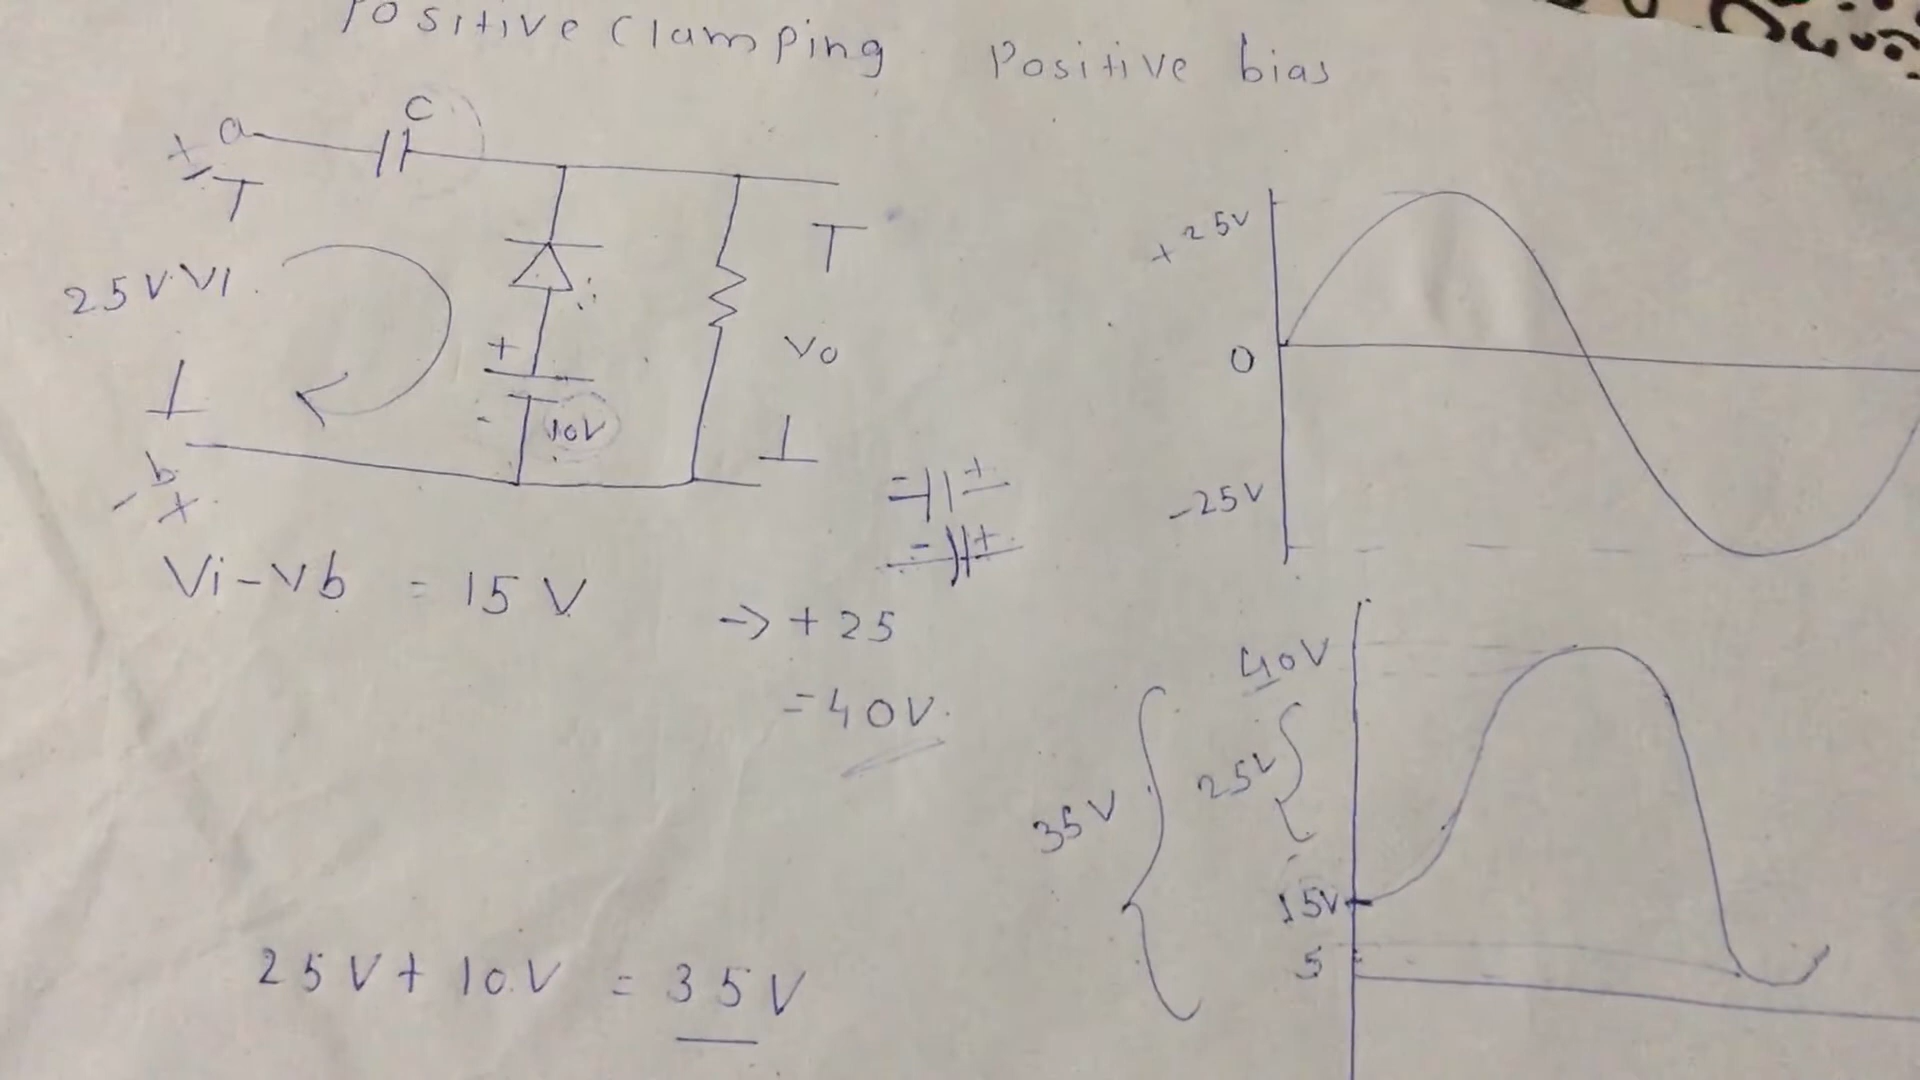 Positive Clamping Positive bias
C
+ a
-
T
25V Vi
+
-
10V
T
Vo
⊥
⊥
b
- +
- +
- +
Vi-Vb = 15V
→ +25
= 40V
25V + 10V = 35V
+25V
0
-25V
40V
25V
35V
15V
5